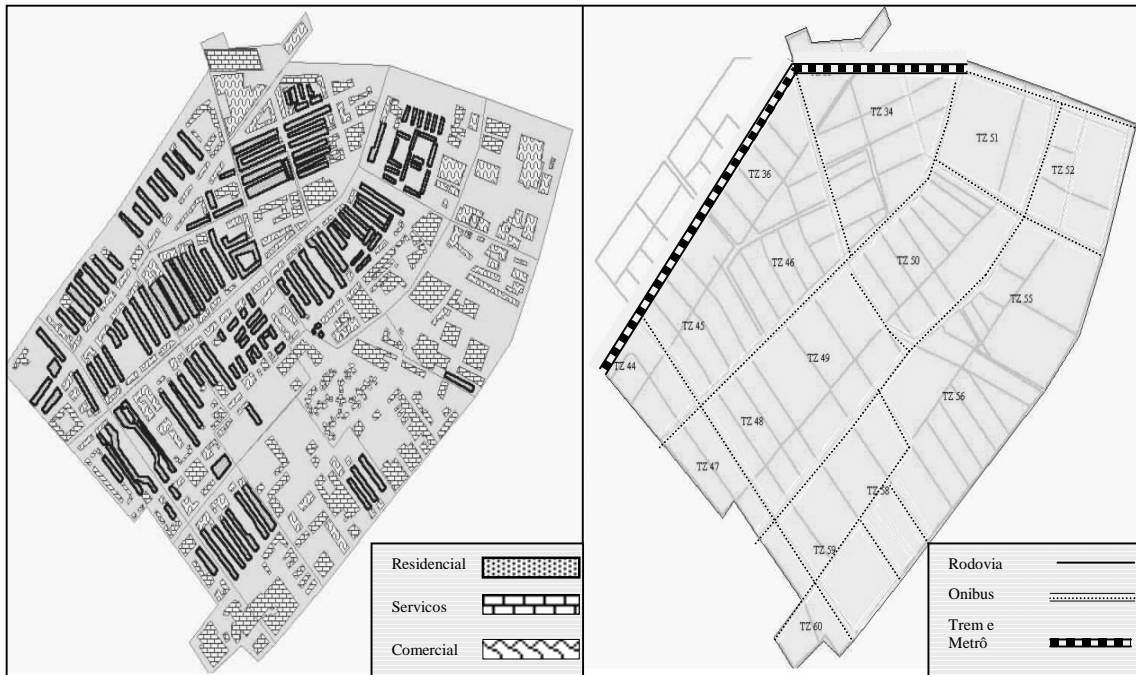 Residencial
Servicos
Comercial
TZ 34
TZ 51
TZ 36
TZ 52
TZ 46
TZ 50
TZ 55
TZ 45
TZ 49
TZ 44
TZ 56
TZ 48
TZ 47
TZ 58
TZ 59
TZ 60
Rodovia
Onibus
Trem e
Metrô